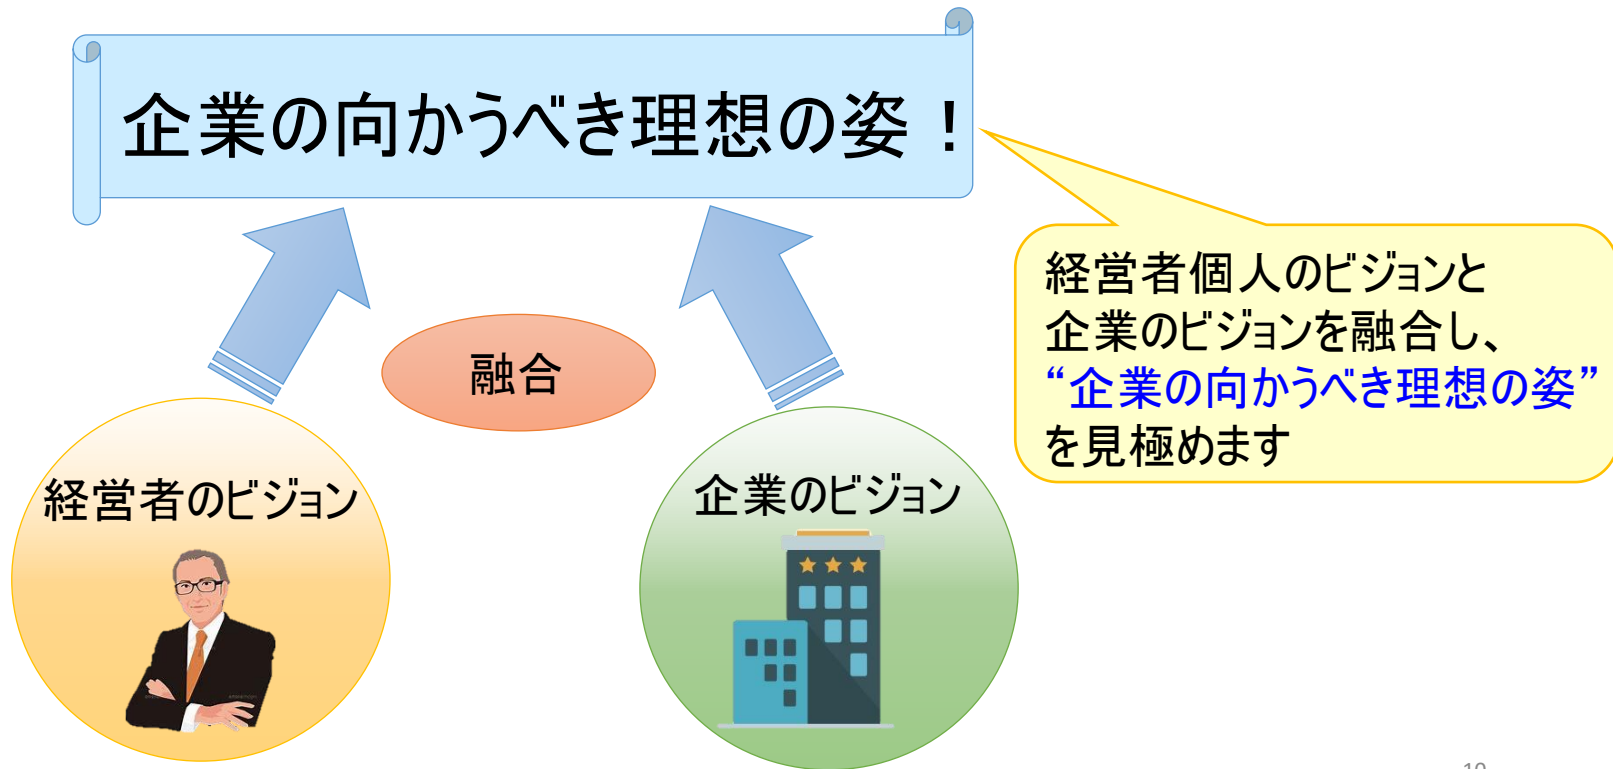 企業の向かうべき理想の姿！
経営者個人のビジョンと
企業のビジョンを融合し、
“企業の向かうべき理想の姿”
を見極めます
融合
経営者のビジョン
企業のビジョン